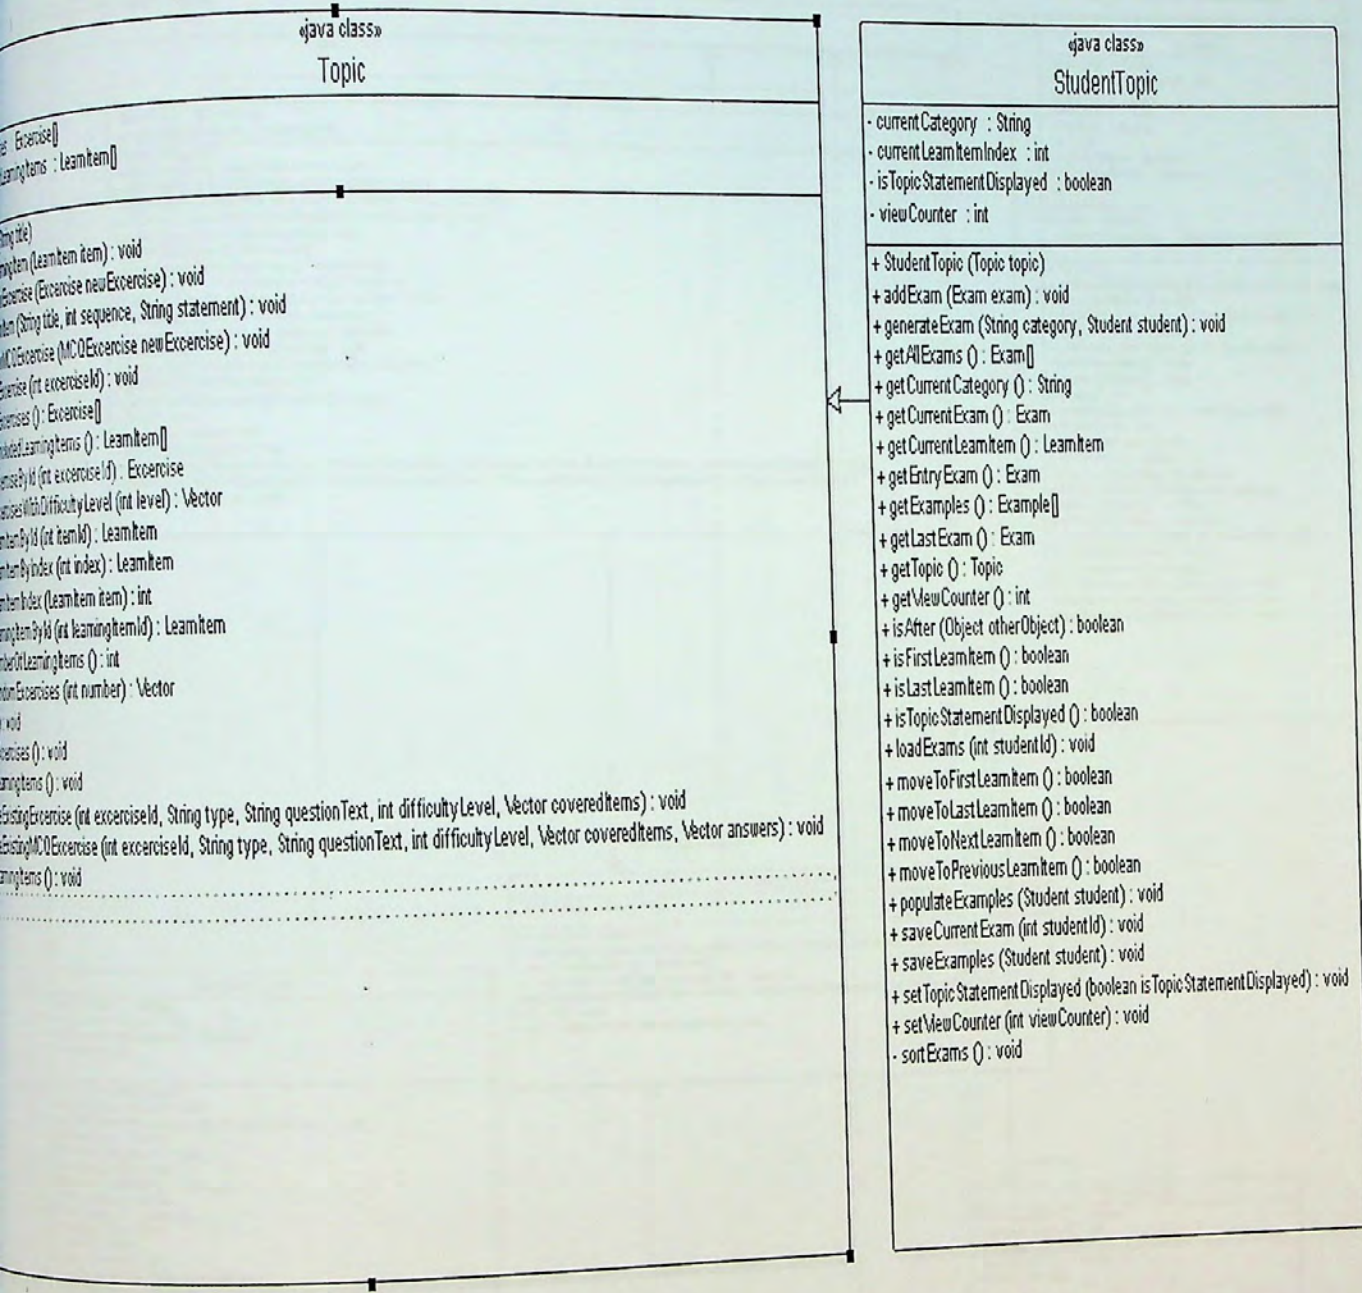 «java class»
Topic
Excercise[]
: LearnItem[]
title)
(LearnItem item) : void
(Excercise newExcercise) : void
(String title, int sequence, String statement) : void
(MCQExcercise newExcercise) : void
(int excerciseId) : void
() : Excercise[]
() : LearnItem[]
(int excerciseId) : Excercise
(int level) : Vector
(int itemId) : LearnItem
(int index) : LearnItem
(LearnItem item) : int
(int learningItemId) : LearnItem
() : int
(int number) : Vector
: void
() : void
() : void
(int excerciseId, String type, String questionText, int difficultyLevel, Vector coveredItems) : void
(int excerciseId, String type, String questionText, int difficultyLevel, Vector coveredItems, Vector answers) : void
() : void
«java class»
StudentTopic
- currentCategory : String
- currentLearnItemIndex : int
- isTopicStatementDisplayed : boolean
- viewCounter : int
+ StudentTopic (Topic topic)
+ addExam (Exam exam) : void
+ generateExam (String category, Student student) : void
+ getAllExams () : Exam[]
+ getCurrentCategory () : String
+ getCurrentExam () : Exam
+ getCurrentLearnItem () : LearnItem
+ getEntryExam () : Exam
+ getExamples () : Example[]
+ getLastExam () : Exam
+ getTopic () : Topic
+ getViewCounter () : int
+ isAfter (Object otherObject) : boolean
+ isFirstLearnItem () : boolean
+ isLastLearnItem () : boolean
+ isTopicStatementDisplayed () : boolean
+ loadExams (int studentId) : void
+ moveToFirstLearnItem () : boolean
+ moveToLastLearnItem () : boolean
+ moveToNextLearnItem () : boolean
+ moveToPreviousLearnItem () : boolean
+ populateExamples (Student student) : void
+ saveCurrentExam (int studentId) : void
+ saveExamples (Student student) : void
+ setTopicStatementDisplayed (boolean isTopicStatementDisplayed) : void
+ setViewCounter (int viewCounter) : void
- sortExams () : void